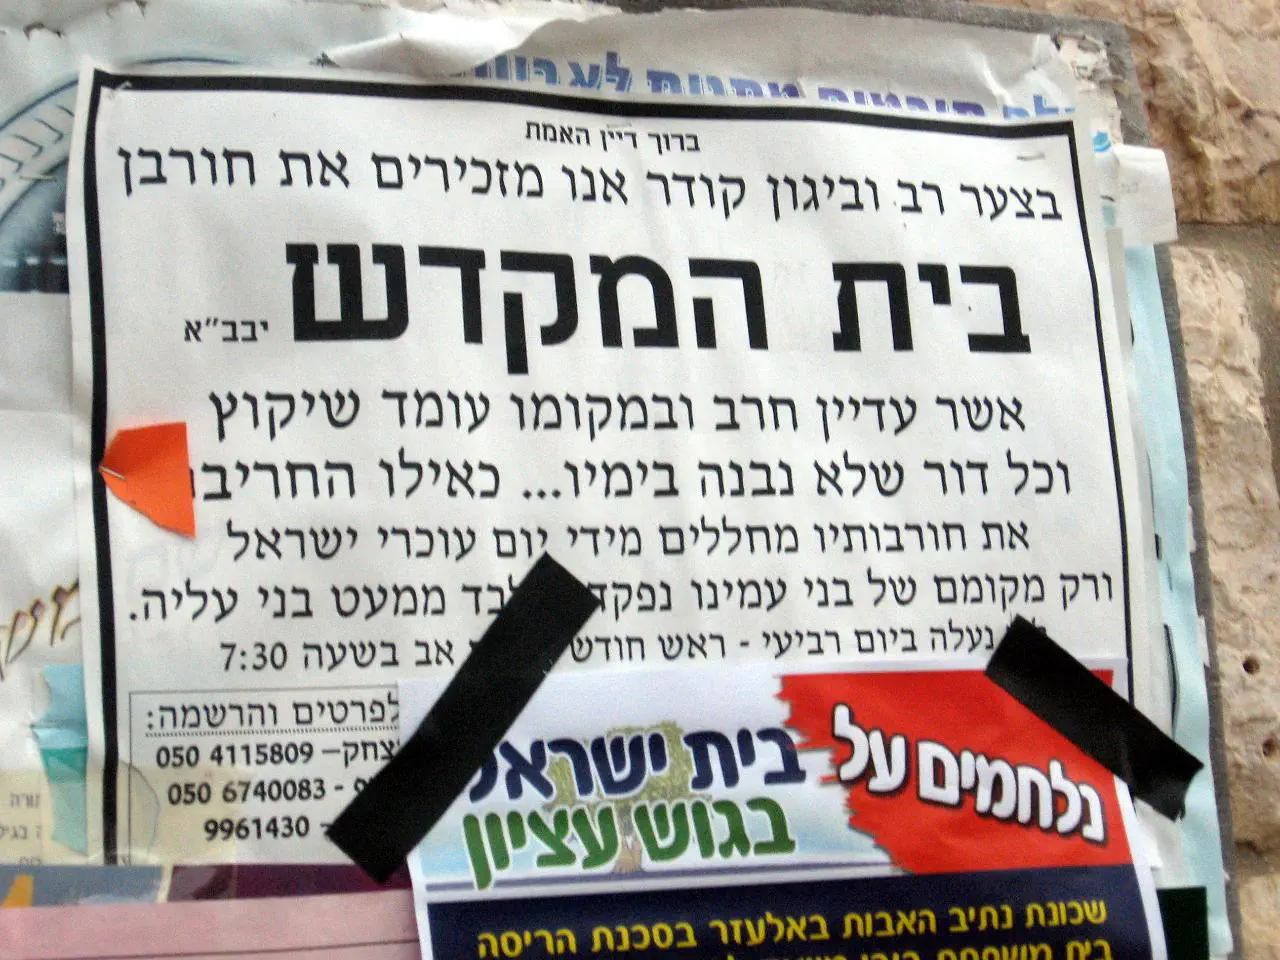 ברוך דיין האמת
בצער רב וביגון קודר אנו מזכירים את חורבן
בית המקדש יבב״א
אשר עדיין חרב ובמקומו עומד שיקוץ
וכל דור שלא נבנה בימיו... כאילו החריבו
את חורבותיו מחללים מידי יום עוכרי ישראל
ורק מקומם של בני עמינו נפקד לבד ממעט בני עליה.
נעלה ביום רביעי - ראש חודש אב בשעה 7:30
לפרטים והרשמה:
יצחק– 050 4115809
- 050 6740083
- 9961430
נלחמים על
בית ישראל
בגוש עציון
שכונת נתיב האבות באלעזר בסכנת הריסה